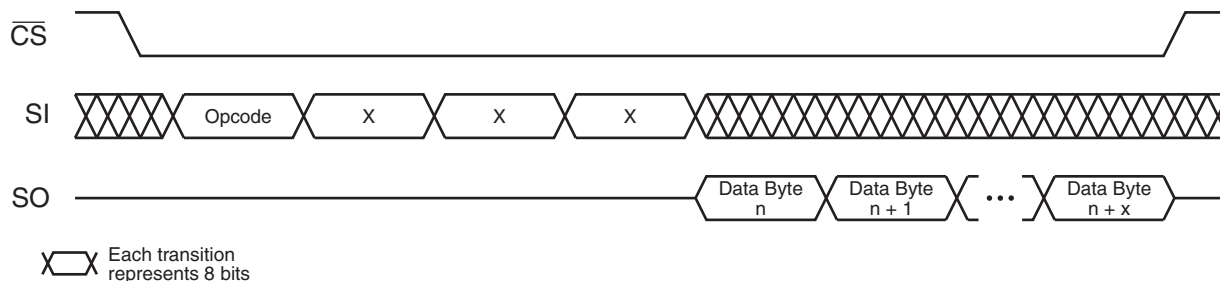 CS
SI
Opcode
X
X
X
SO
Data Byte
n
Data Byte
n + 1
•••
Data Byte
n + x
Each transition
represents 8 bits